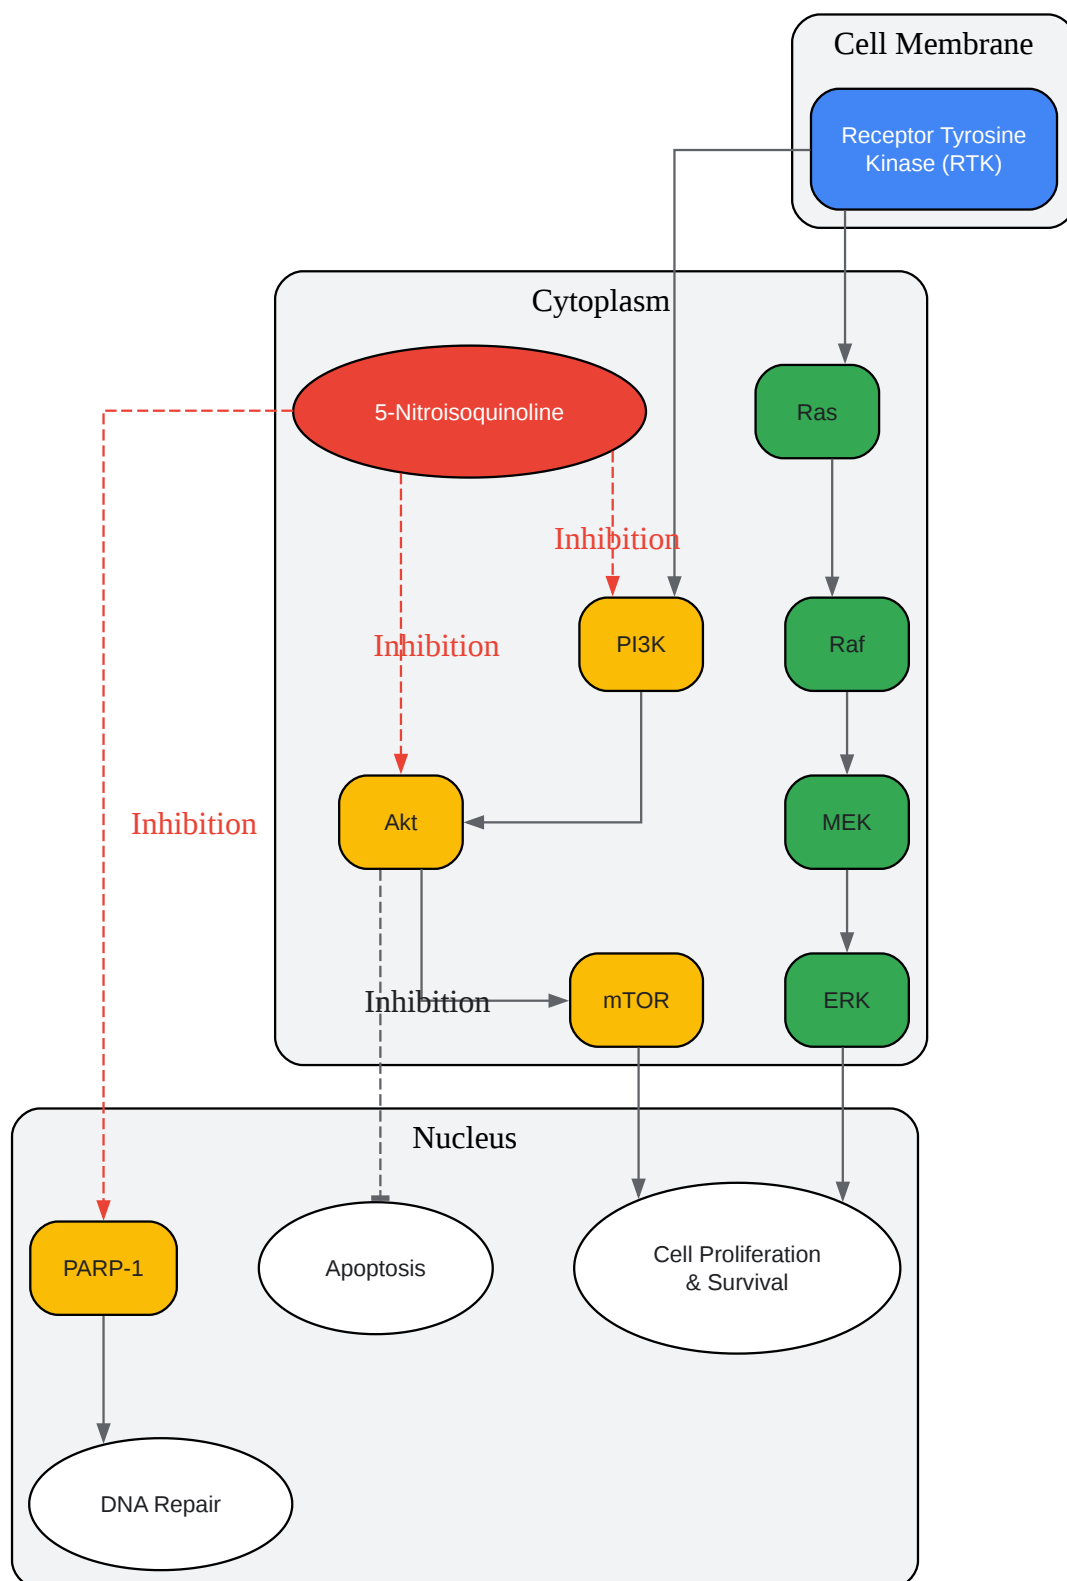 Cell Membrane
Receptor Tyrosine
Kinase (RTK)
Cytoplasm
5-Nitroisoquinoline
Ras
Inhibition
Inhibition
PI3K
Raf
Inhibition
Akt
MEK
Inhibition
mTOR
ERK
Nucleus
PARP-1
Apoptosis
Cell Proliferation
& Survival
DNA Repair